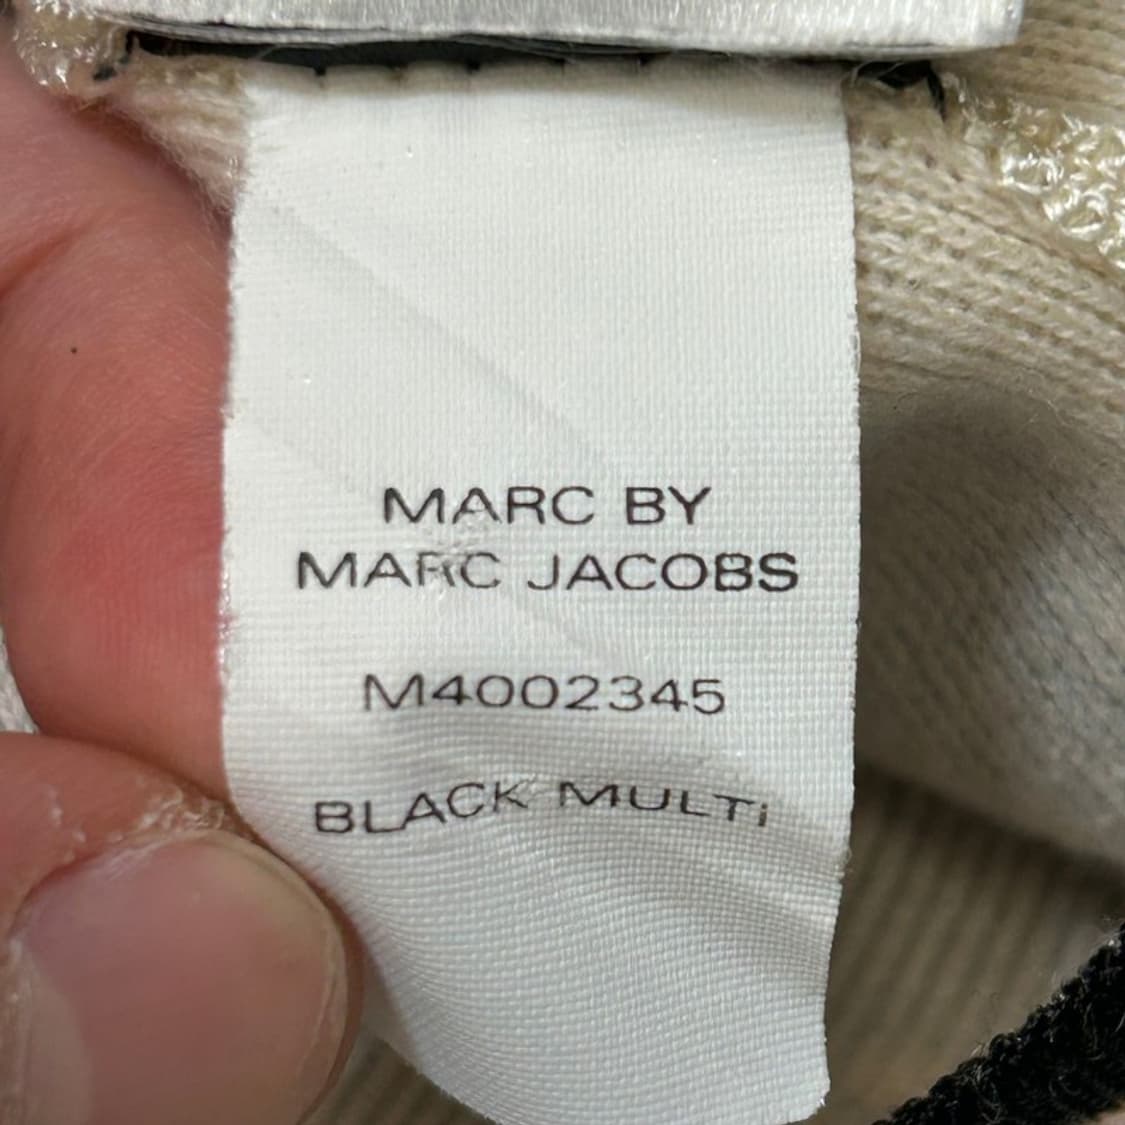 MARC BY
MARC JACOBS
M4002345
BLACK MULTI